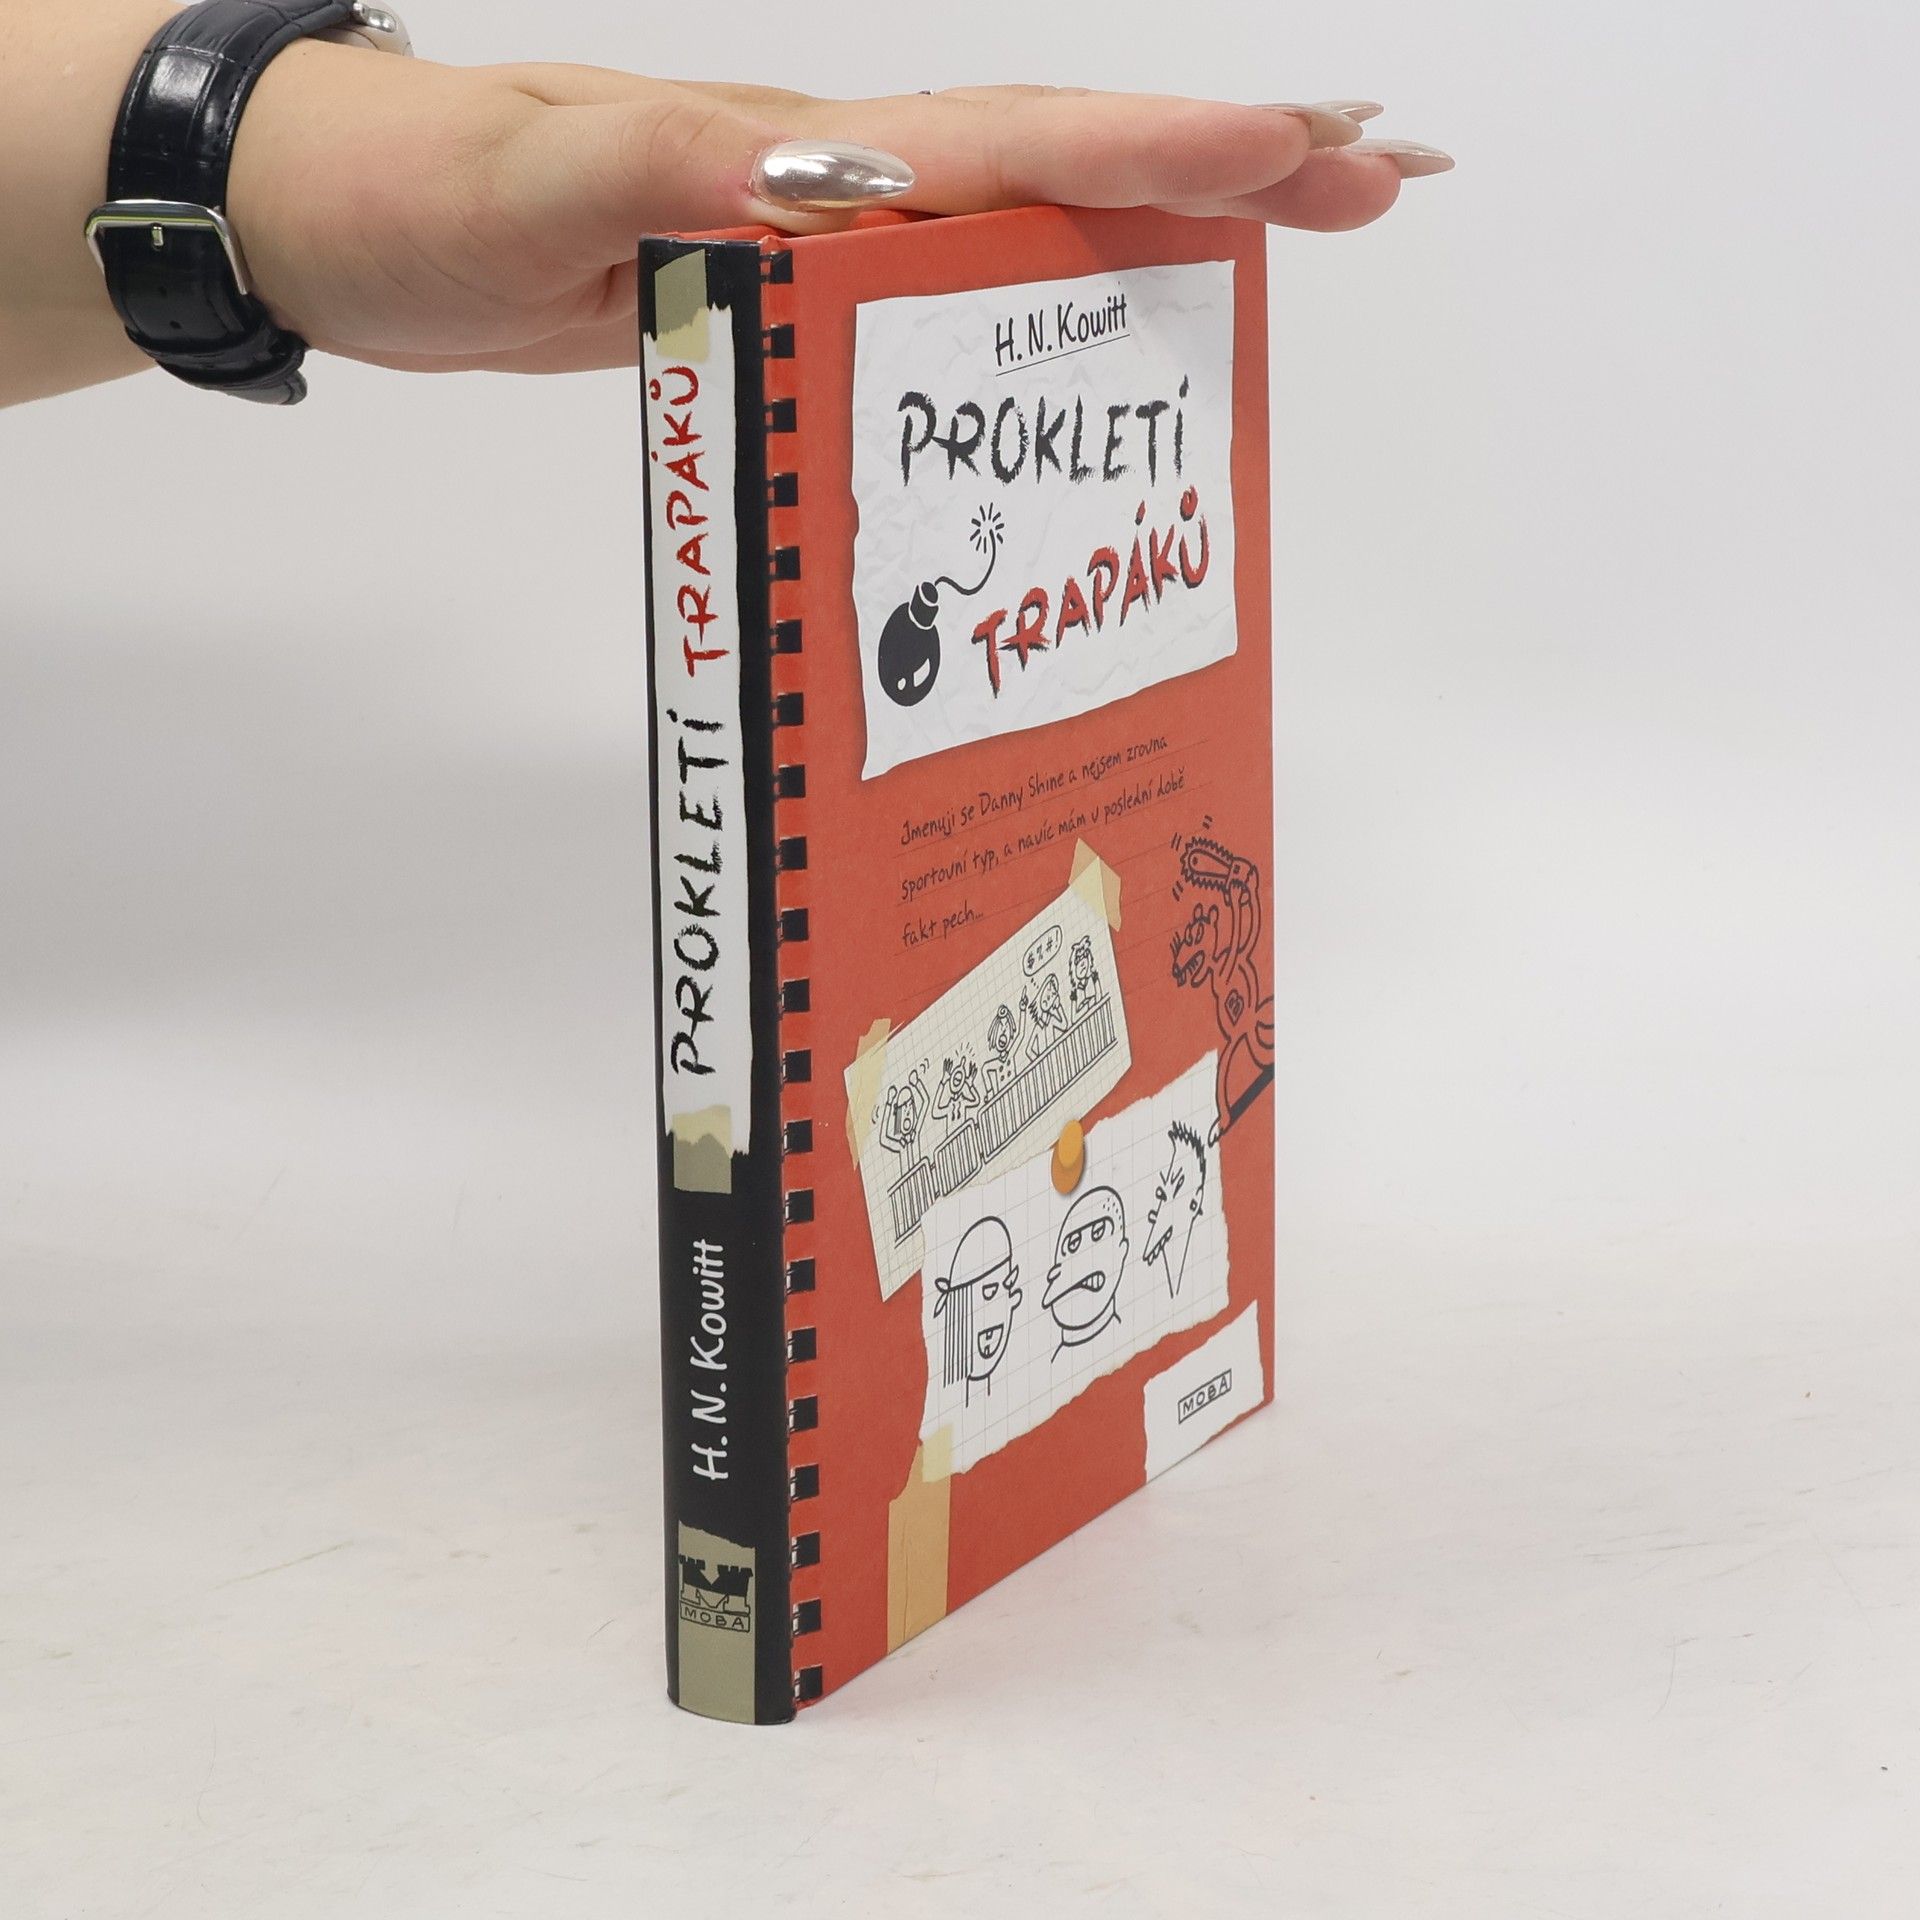 PROKLETÍ TRAPÁKŮ
H. N. Kowitt
MOBA
H. N. Kowitt
PROKLETÍ
TRAPÁKŮ
Jmenuji se Danny Shine a nejsem zrovna
sportovní typ, a navíc mám v poslední době
fakt pech...
$%#!
MOBA